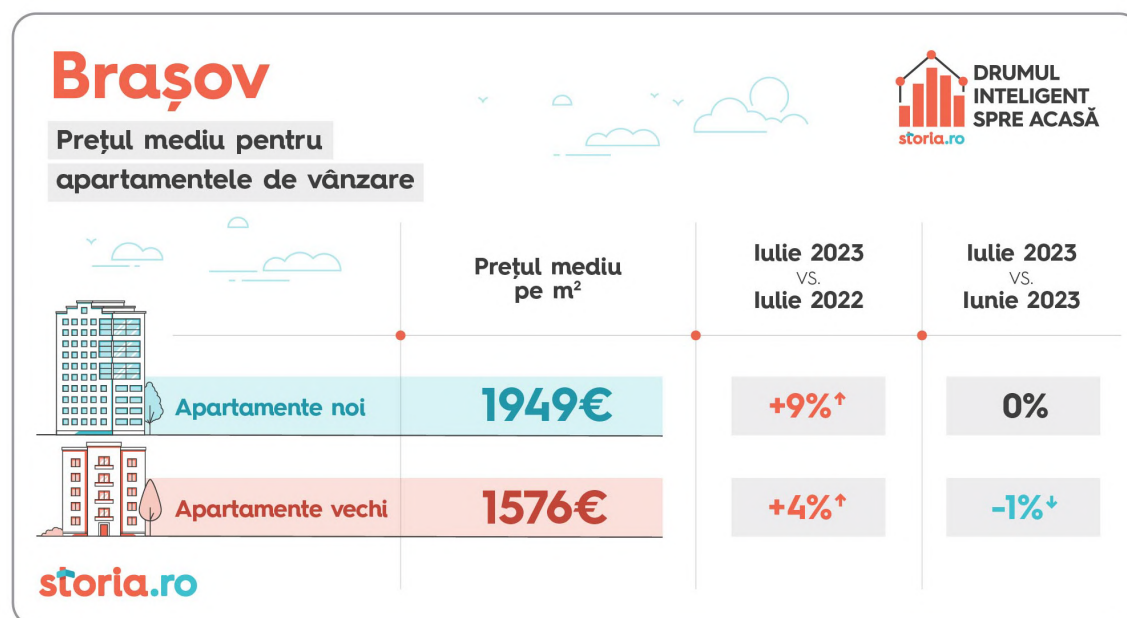 Brașov
Prețul mediu pentru
apartamentele de vânzare
DRUMUL
INTELIGENT
SPRE ACASĂ
storia.ro
Prețul mediu
pe m²
Iulie 2023
VS.
Iulie 2022
Iulie 2023
VS.
Iunie 2023
Apartamente noi
1949€
+9%↑
0%
Apartamente vechi
1576€
+4%↑
-1%↓
storia.ro